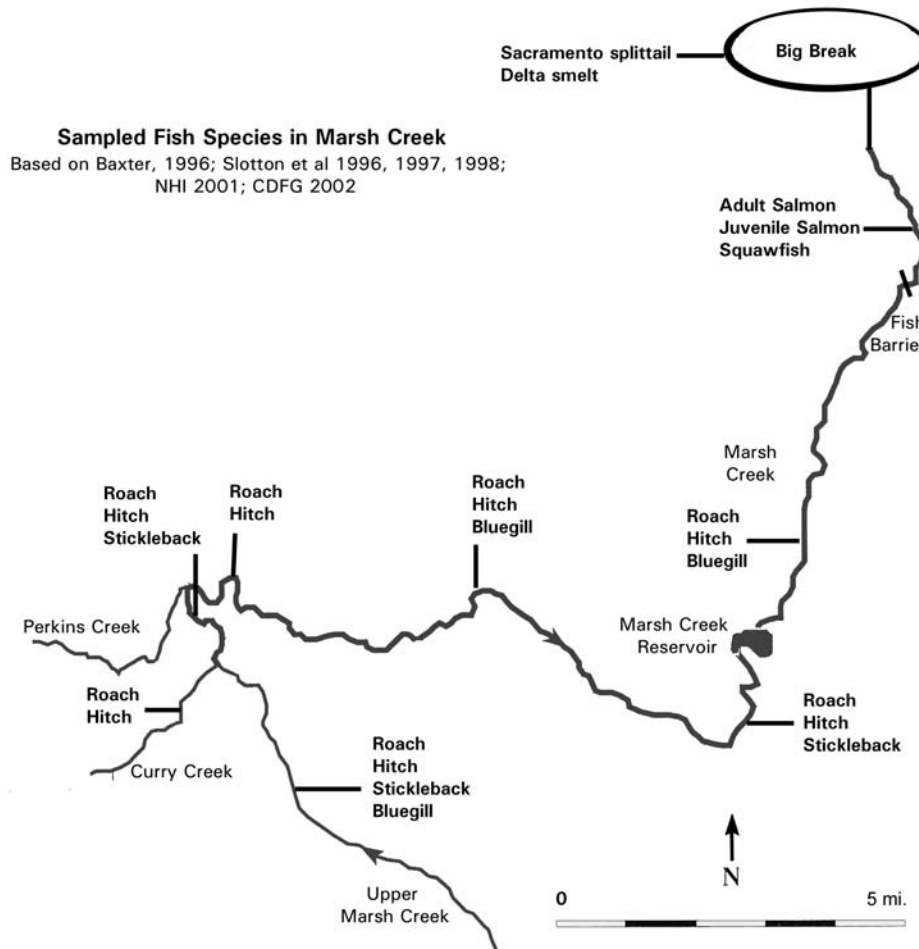 Sacramento splittail
Delta smelt
Big Break
Sampled Fish Species in Marsh Creek
Based on Baxter, 1996; Slotton et al 1996, 1997, 1998;
NHI 2001; CDFG 2002
Adult Salmon
Juvenile Salmon
Squawfish
Fish
Barrie
Marsh
Creek
Roach
Hitch
Stickleback
Roach
Hitch
Roach
Hitch
Bluegill
Roach
Hitch
Bluegill
Perkins Creek
Marsh Creek
Reservoir
Roach
Hitch
Roach
Hitch
Stickleback
Curry Creek
Roach
Hitch
Stickleback
Bluegill
Upper
Marsh Creek
N
0
5 mi.